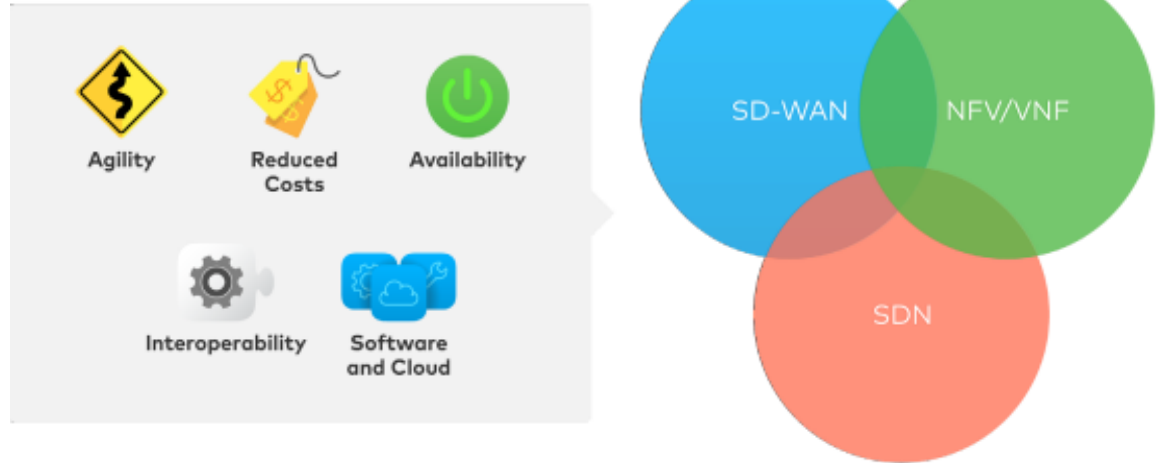 Agility
Reduced
Costs
Availability
Interoperability
Software
and Cloud
SD-WAN
NFV/VNF
SDN